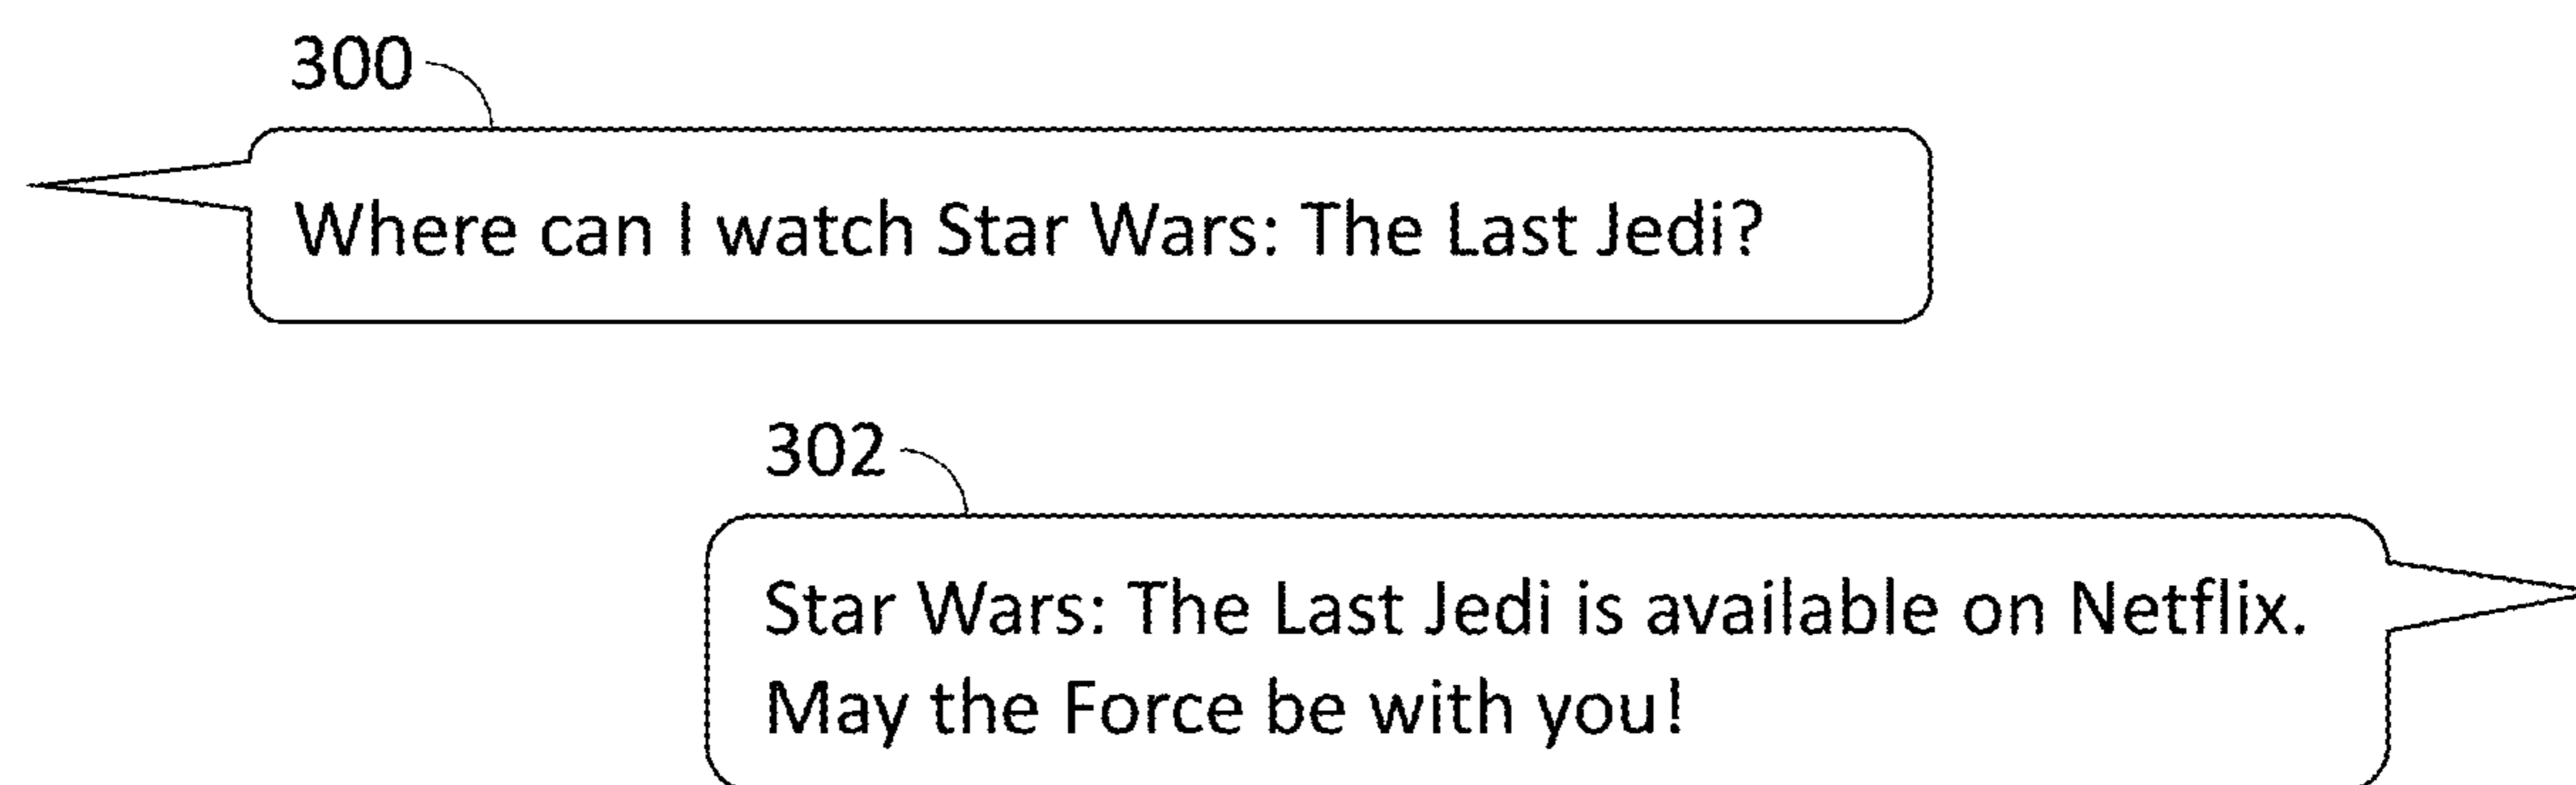 300
Where can I watch Star Wars: The Last Jedi?
302
Star Wars: The Last Jedi is available on Netflix.
May the Force be with you!